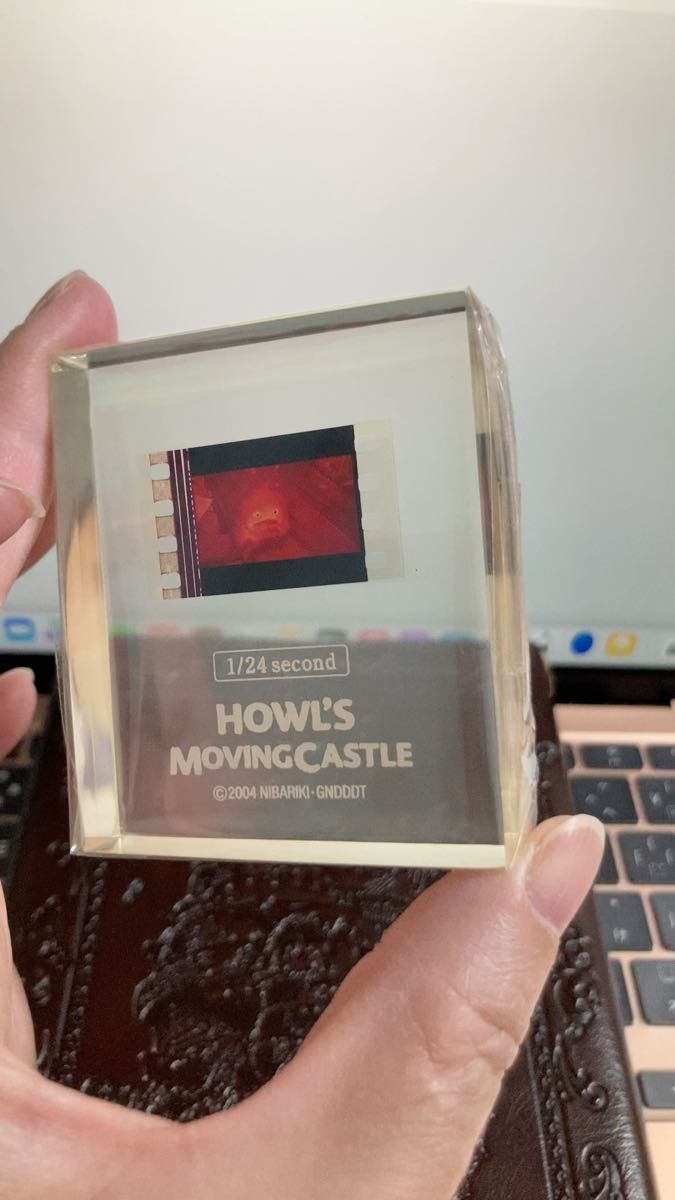 1/24 second
HOWL'S
MOVINGCASTLE
©2004 NIBARIKI・GNDDDT